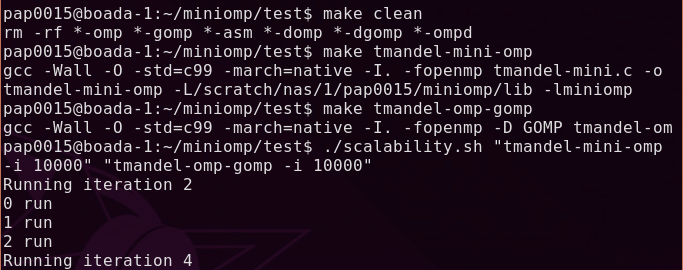 pap0015@boada-1:~/miniomp/test$ make clean
rm -rf *-omp *-gomp *-asm *-domp *-dgomp *-ompd
pap0015@boada-1:~/miniomp/test$ make tmandel-mini-omp
gcc -Wall -O -std=c99 -march=native -I. -fopenmp tmandel-mini.c -o
tmandel-mini-omp -L/scratch/nas/1/pap0015/miniomp/lib -lminiomp
pap0015@boada-1:~/miniomp/test$ make tmandel-omp-gomp
gcc -Wall -O -std=c99 -march=native -I. -fopenmp -D GOMP tmandel-om
pap0015@boada-1:~/miniomp/test$ ./scalability.sh "tmandel-mini-omp
-i 10000" "tmandel-omp-gomp -i 10000"
Running iteration 2
0 run
1 run
2 run
Running iteration 4